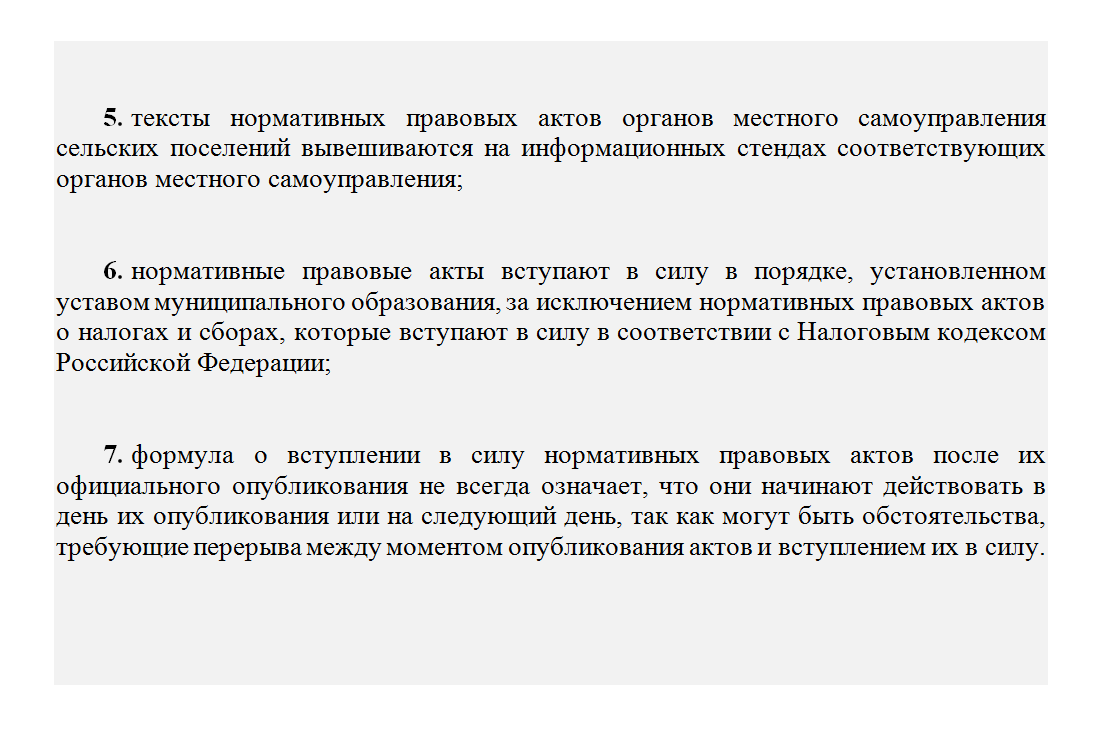 5. тексты нормативных правовых актов органов местного самоуправления
сельских поселений вывешиваются на информационных стендах соответствующих
органов местного самоуправления;
6. нормативные правовые акты вступают в силу в порядке, установленном
уставом муниципального образования, за исключением нормативных правовых актов
о налогах и сборах, которые вступают в силу в соответствии с Налоговым кодексом
Российской Федерации;
7. формула о вступлении в силу нормативных правовых актов после их
официального опубликования не всегда означает, что они начинают действовать в
день их опубликования или на следующий день, так как могут быть обстоятельства,
требующие перерыва между моментом опубликования актов и вступлением их в силу.